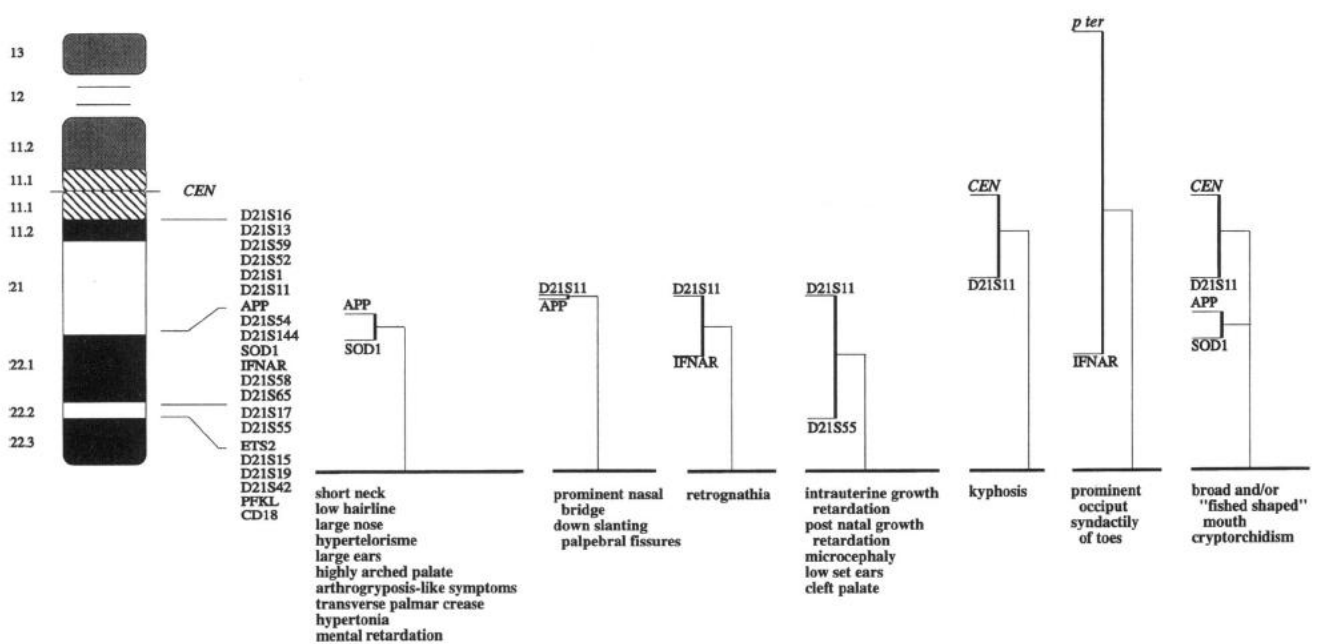 13
12
11.2
11.1
11.1
11.2
21
22.1
22.2
22.3
CEN
D21S16
D21S13
D21S59
D21S52
D21S1
D21S11
APP
D21S54
D21S144
SOD1
IFNAR
D21S58
D21S65
D21S17
D21S55
ETS2
D21S15
D21S19
D21S42
PFKL
CD18
APP
SOD1
short neck
low hairline
large nose
hypertelorisme
large ears
highly arched palate
arthrogryposis-like symptoms
transverse palmar crease
hypertonia
mental retardation
D21S11
APP
prominent nasal
bridge
down slanting
palpebral fissures
D21S11
IFNAR
retrognathia
D21S11
D21S55
intrauterine growth
retardation
post natal growth
retardation
microcephaly
low set ears
cleft palate
CEN
D21S11
kyphosis
p ter
IFNAR
prominent
occiput
syndactily
of toes
CEN
D21S11
APP
SOD1
broad and/or
"fished shaped"
mouth
cryptorchidism